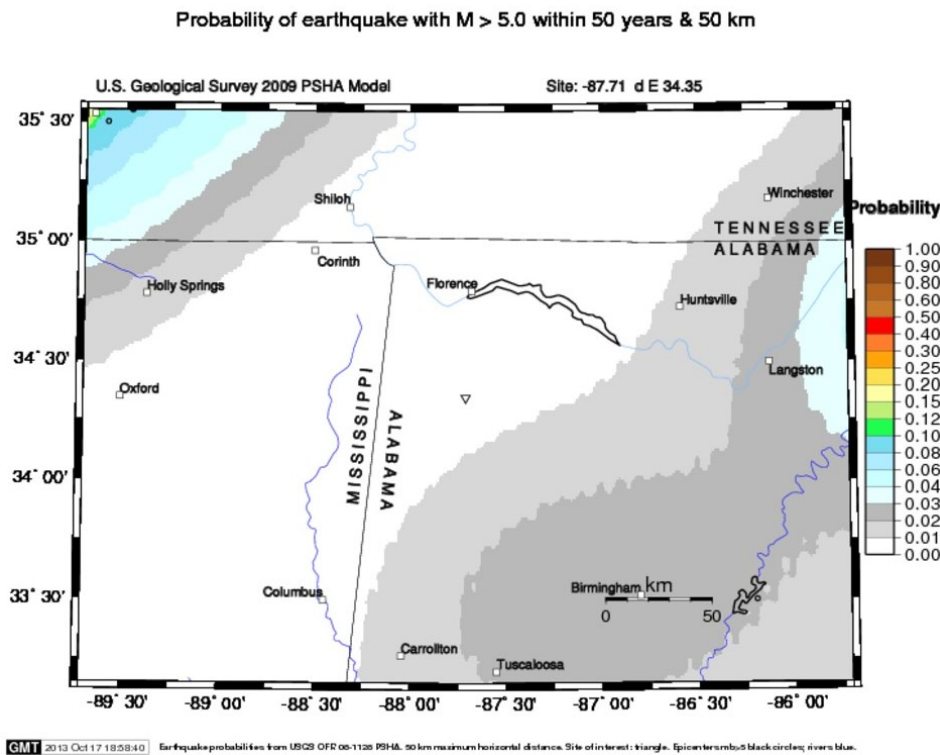 Probability of earthquake with M > 5.0 within 50 years & 50 km
U.S. Geological Survey 2009 PSHA Model Site: -87.71 d E 34.35
35° 30'
Shiloh
Winchester
Probability
TENNESSEE
35° 00'
ALABAMA
Corinth
1.00
0.90
0.80
0.70
0.60
0.50
0.40
0.30
0.25
0.20
0.15
0.12
0.10
0.08
0.06
0.04
0.03
0.02
0.01
0.00
Holly Springs
Florence
Huntsville
34° 30'
Langston
Oxford
MISSISSIPPI
ALABAMA
34° 00'
33° 30'
Columbus
Birmingham
km
0 50
Carrollton
Tuscaloosa
-89° 30' -89° 00' -88° 30' -88° 00' -87° 30' -87° 00' -86° 30' -86° 00'
GMT 2013 Oct 17 18:58:40 Earthquake probabilities from USGS OFR 08-1128 PSHA. 50 km maximum horizontal distance. Site of interest: triangle. Epicenters mb>5 black circles; rivers blue.